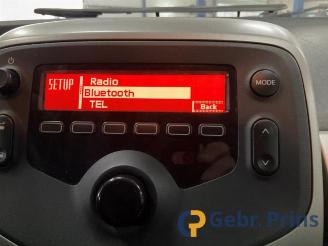 SETUP
Radio
Bluetooth
TEL
Back
MODE
Gebr. Prins